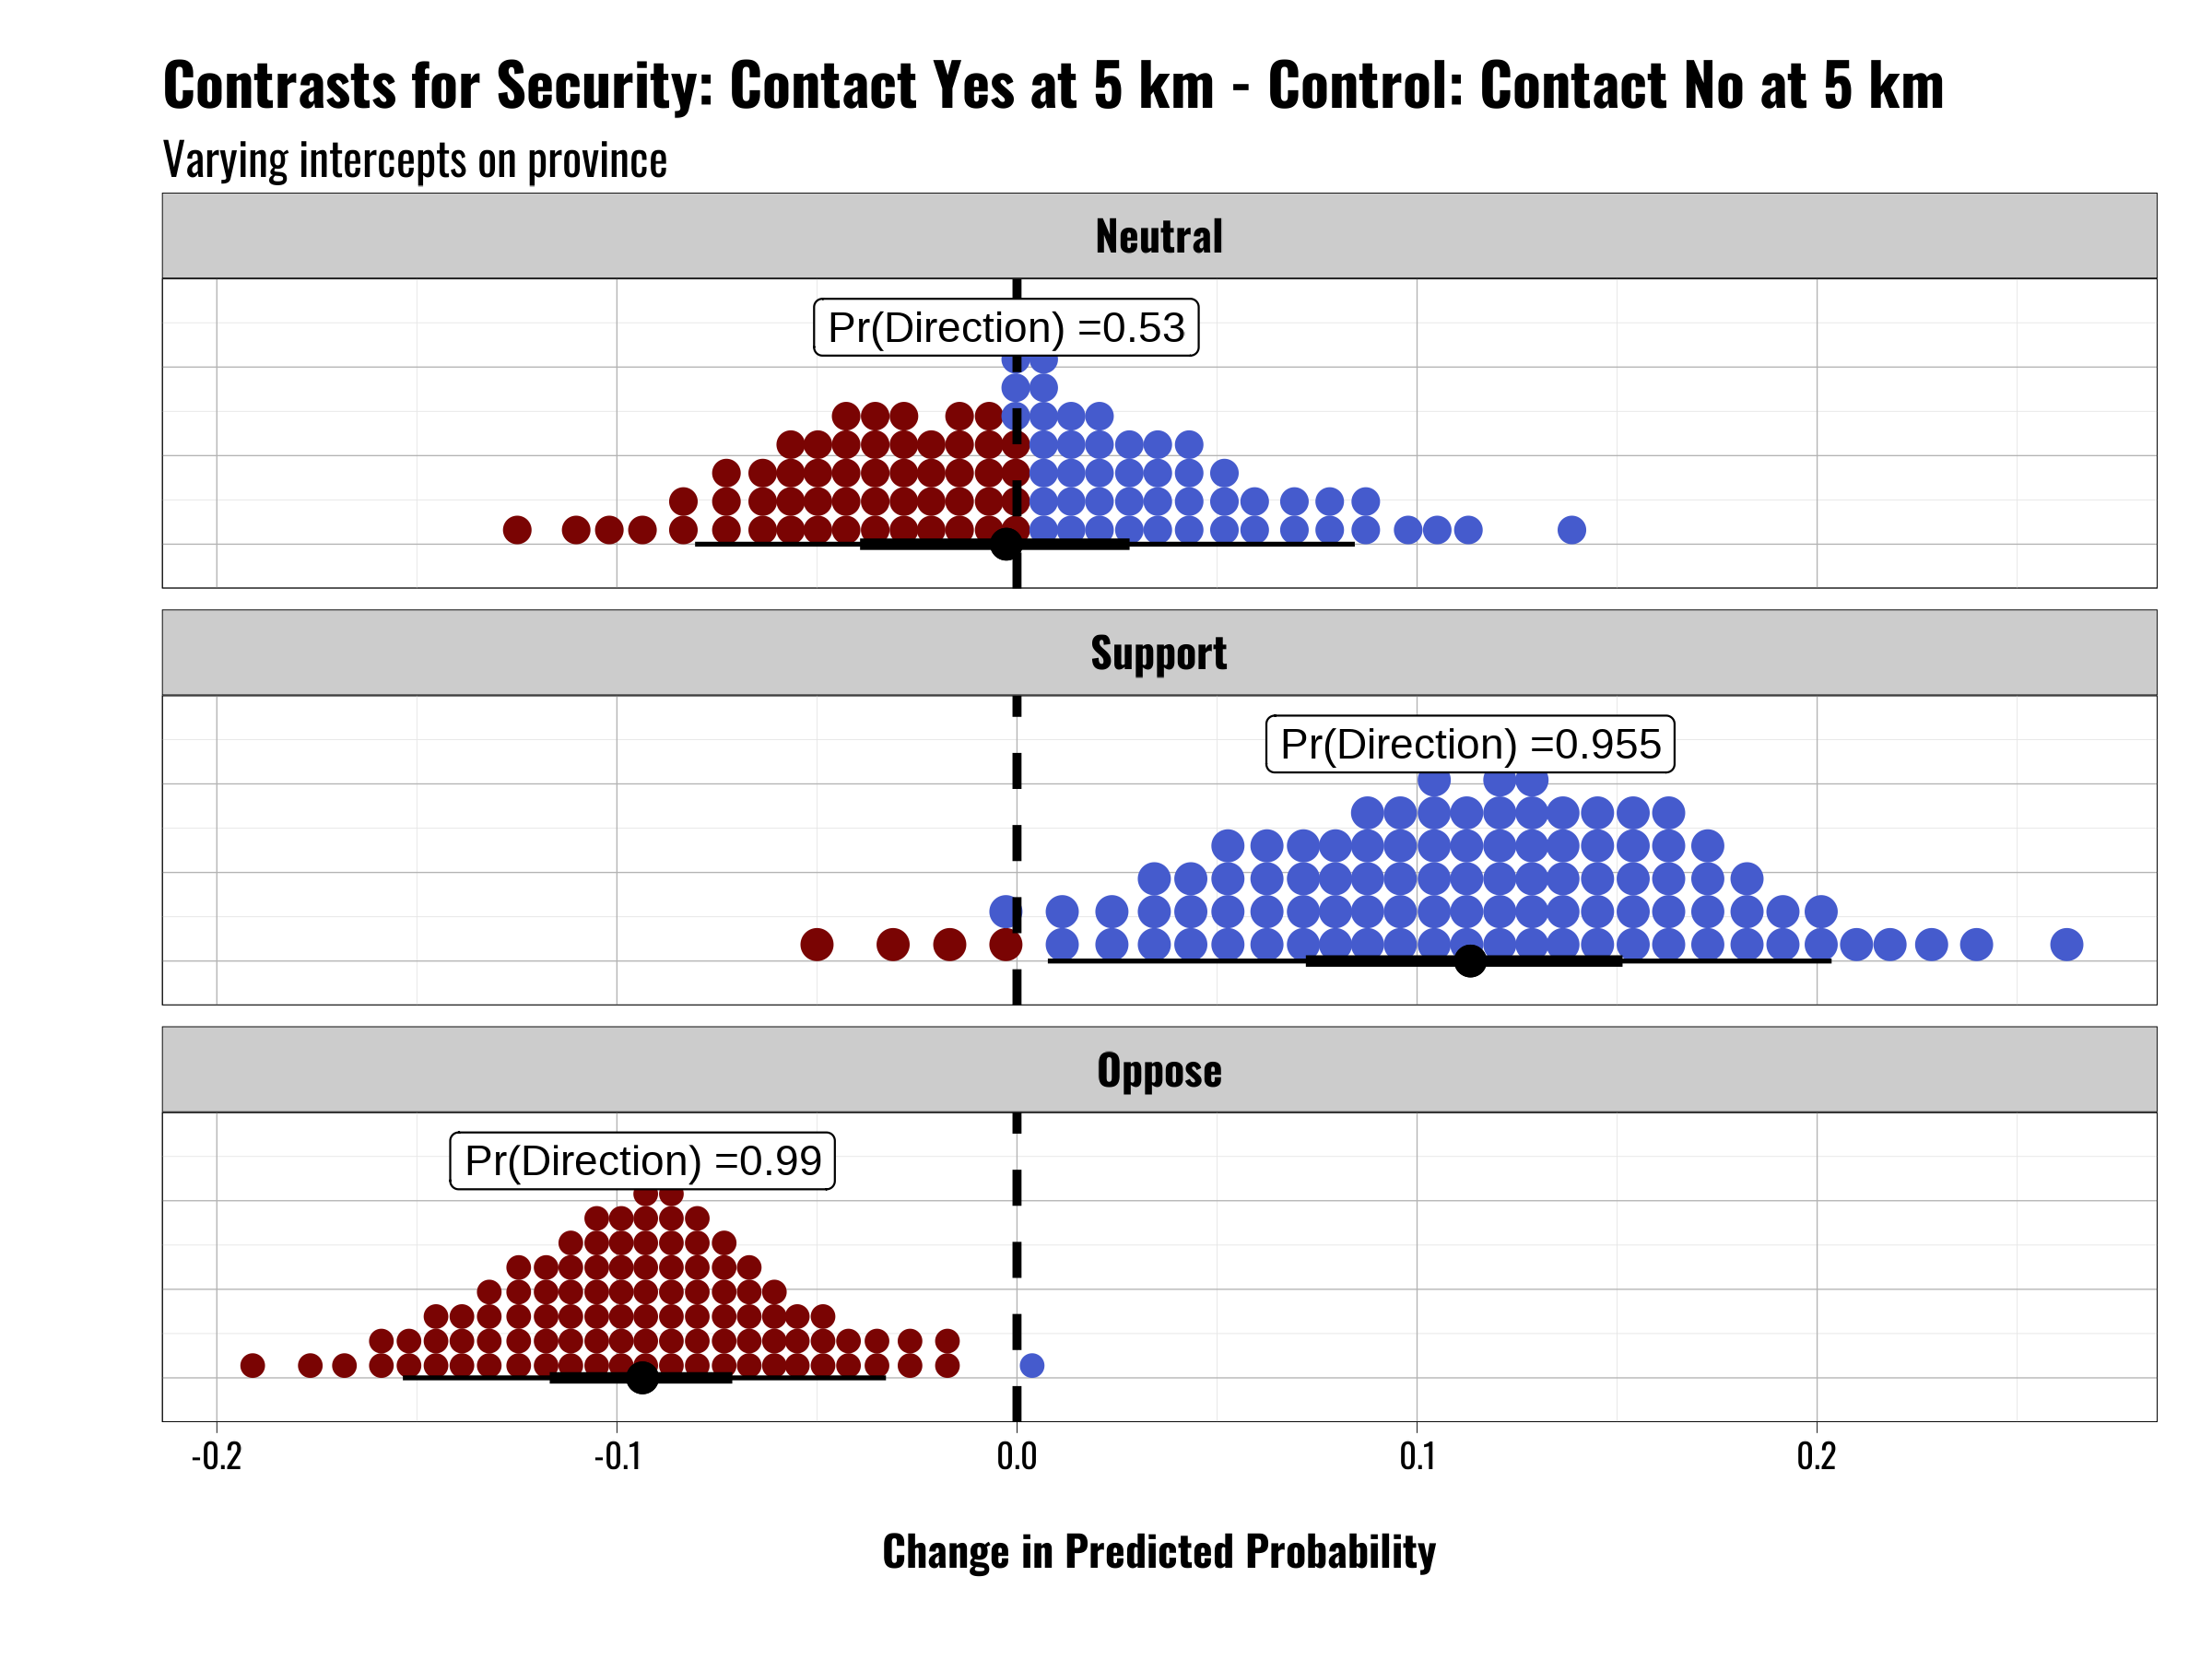 Contrasts for Security: Contact Yes at 5 km - Control: Contact No at 5 km
Varying intercepts on province
Neutral
Pr(Direction) =0.53
Support
Pr(Direction) =0.955
Oppose
Pr(Direction) =0.99
-0.2 -0.1 0.0 0.1 0.2
Change in Predicted Probability